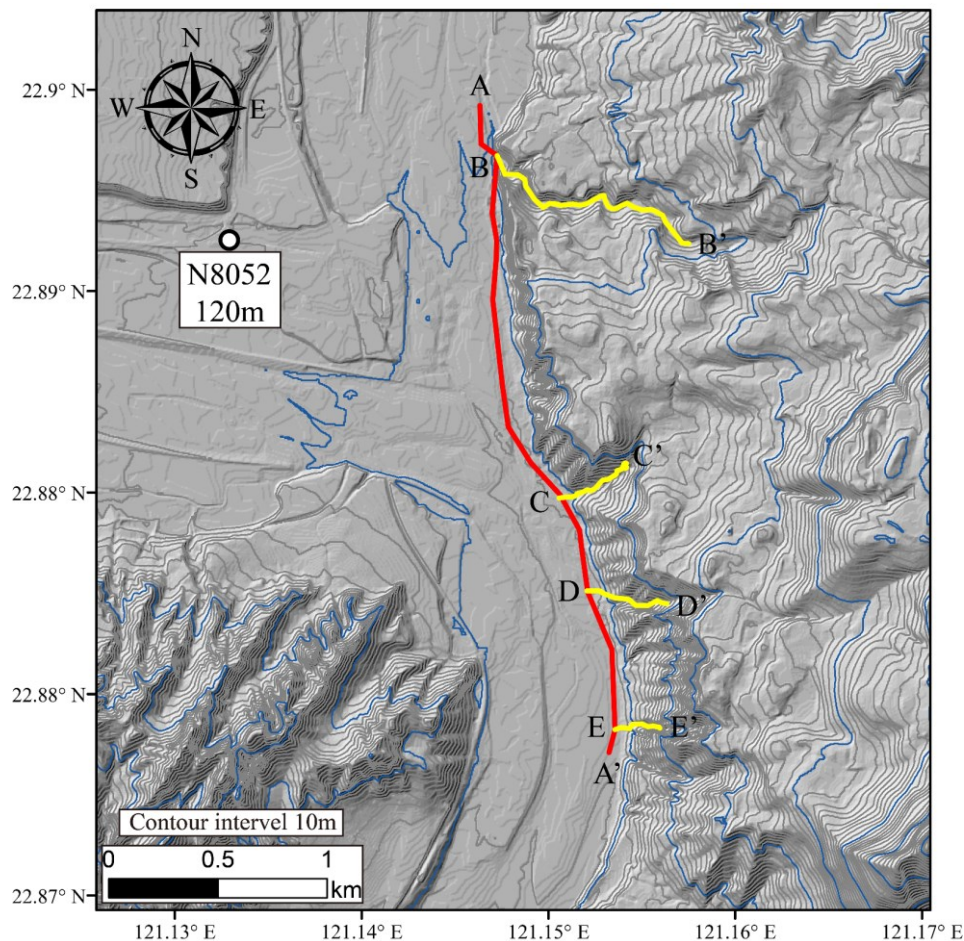 N
W
E
S
22.9° N
A
B
N8052
120m
B'
22.89° N
C'
22.88° N
C
D
D'
22.88° N
E
E'
A'
Contour intervel 10m
0
0.5
1
km
22.87° N
121.13° E
121.14° E
121.15° E
121.16° E
121.17° E